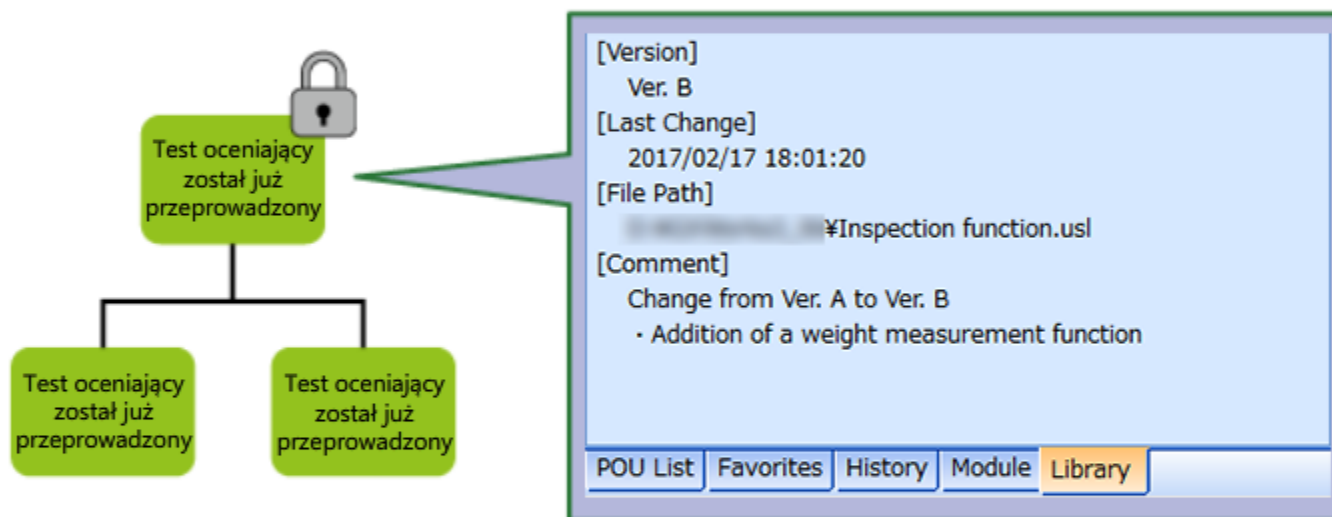 Test oceniający
został już
przeprowadzony
Test oceniający
został już
przeprowadzony
Test oceniający
został już
przeprowadzony
[Version]
Ver. B
[Last Change]
2017/02/17 18:01:20
[File Path]
¥Inspection function.usl
[Comment]
Change from Ver. A to Ver. B
・Addition of a weight measurement function
POU List Favorites History Module Library